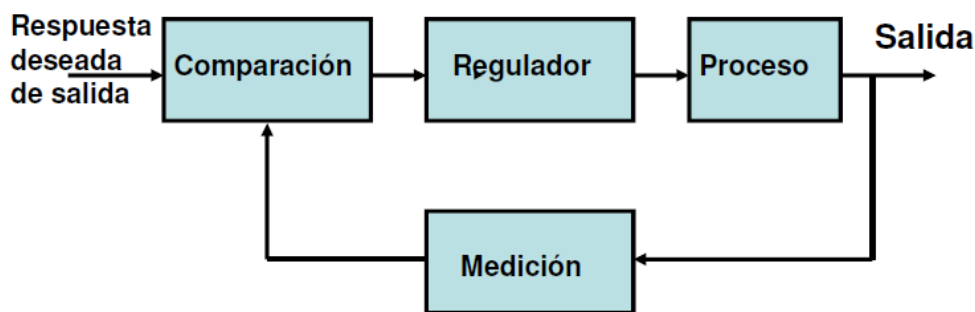 Respuesta
deseada
de salida
Comparación
Regulador
Proceso
Salida
Medición